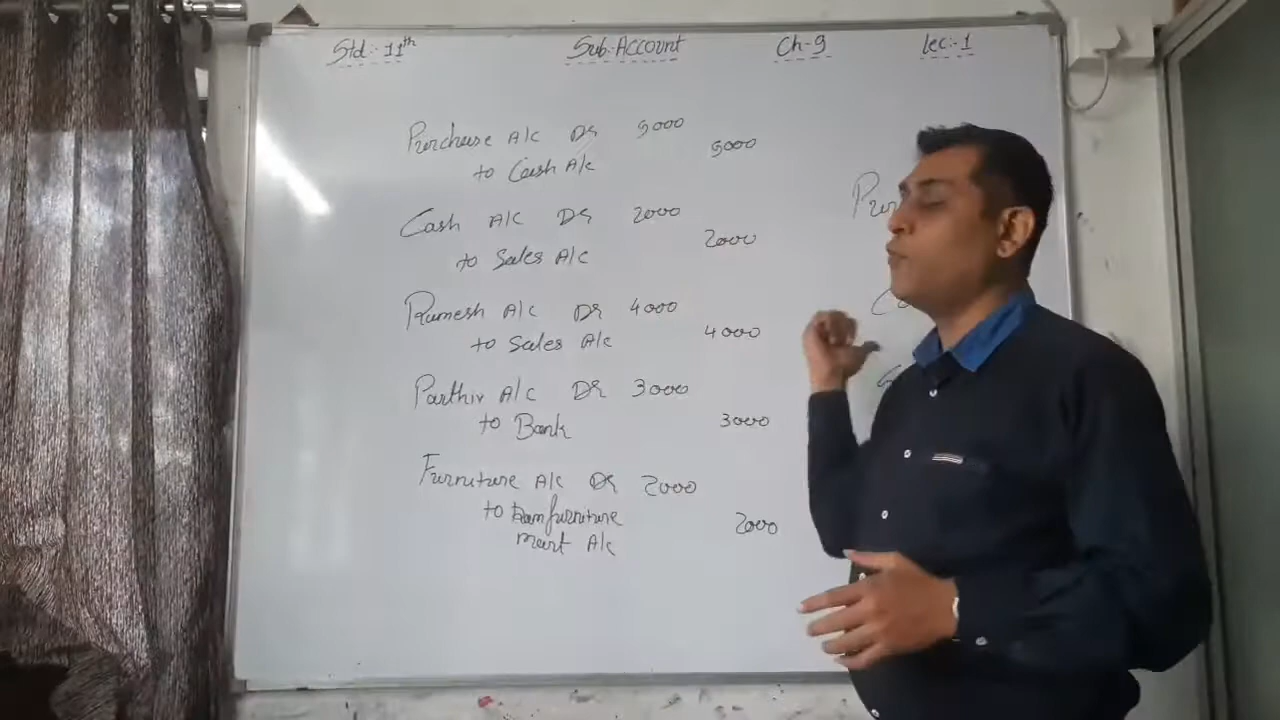 Std:- 11th Sub:- Account Ch-9 Lec:-1
Purchase A/c Dr 5000
to Cash A/c 5000
Cash A/c Dr 2000
to Sales A/c 2000
Ramesh A/c Dr 4000
to Sales A/c 4000
Parthiv A/c Dr 3000
to Bank 3000
Furniture A/c Dr 2000
to Ram furniture 2000
mart A/c